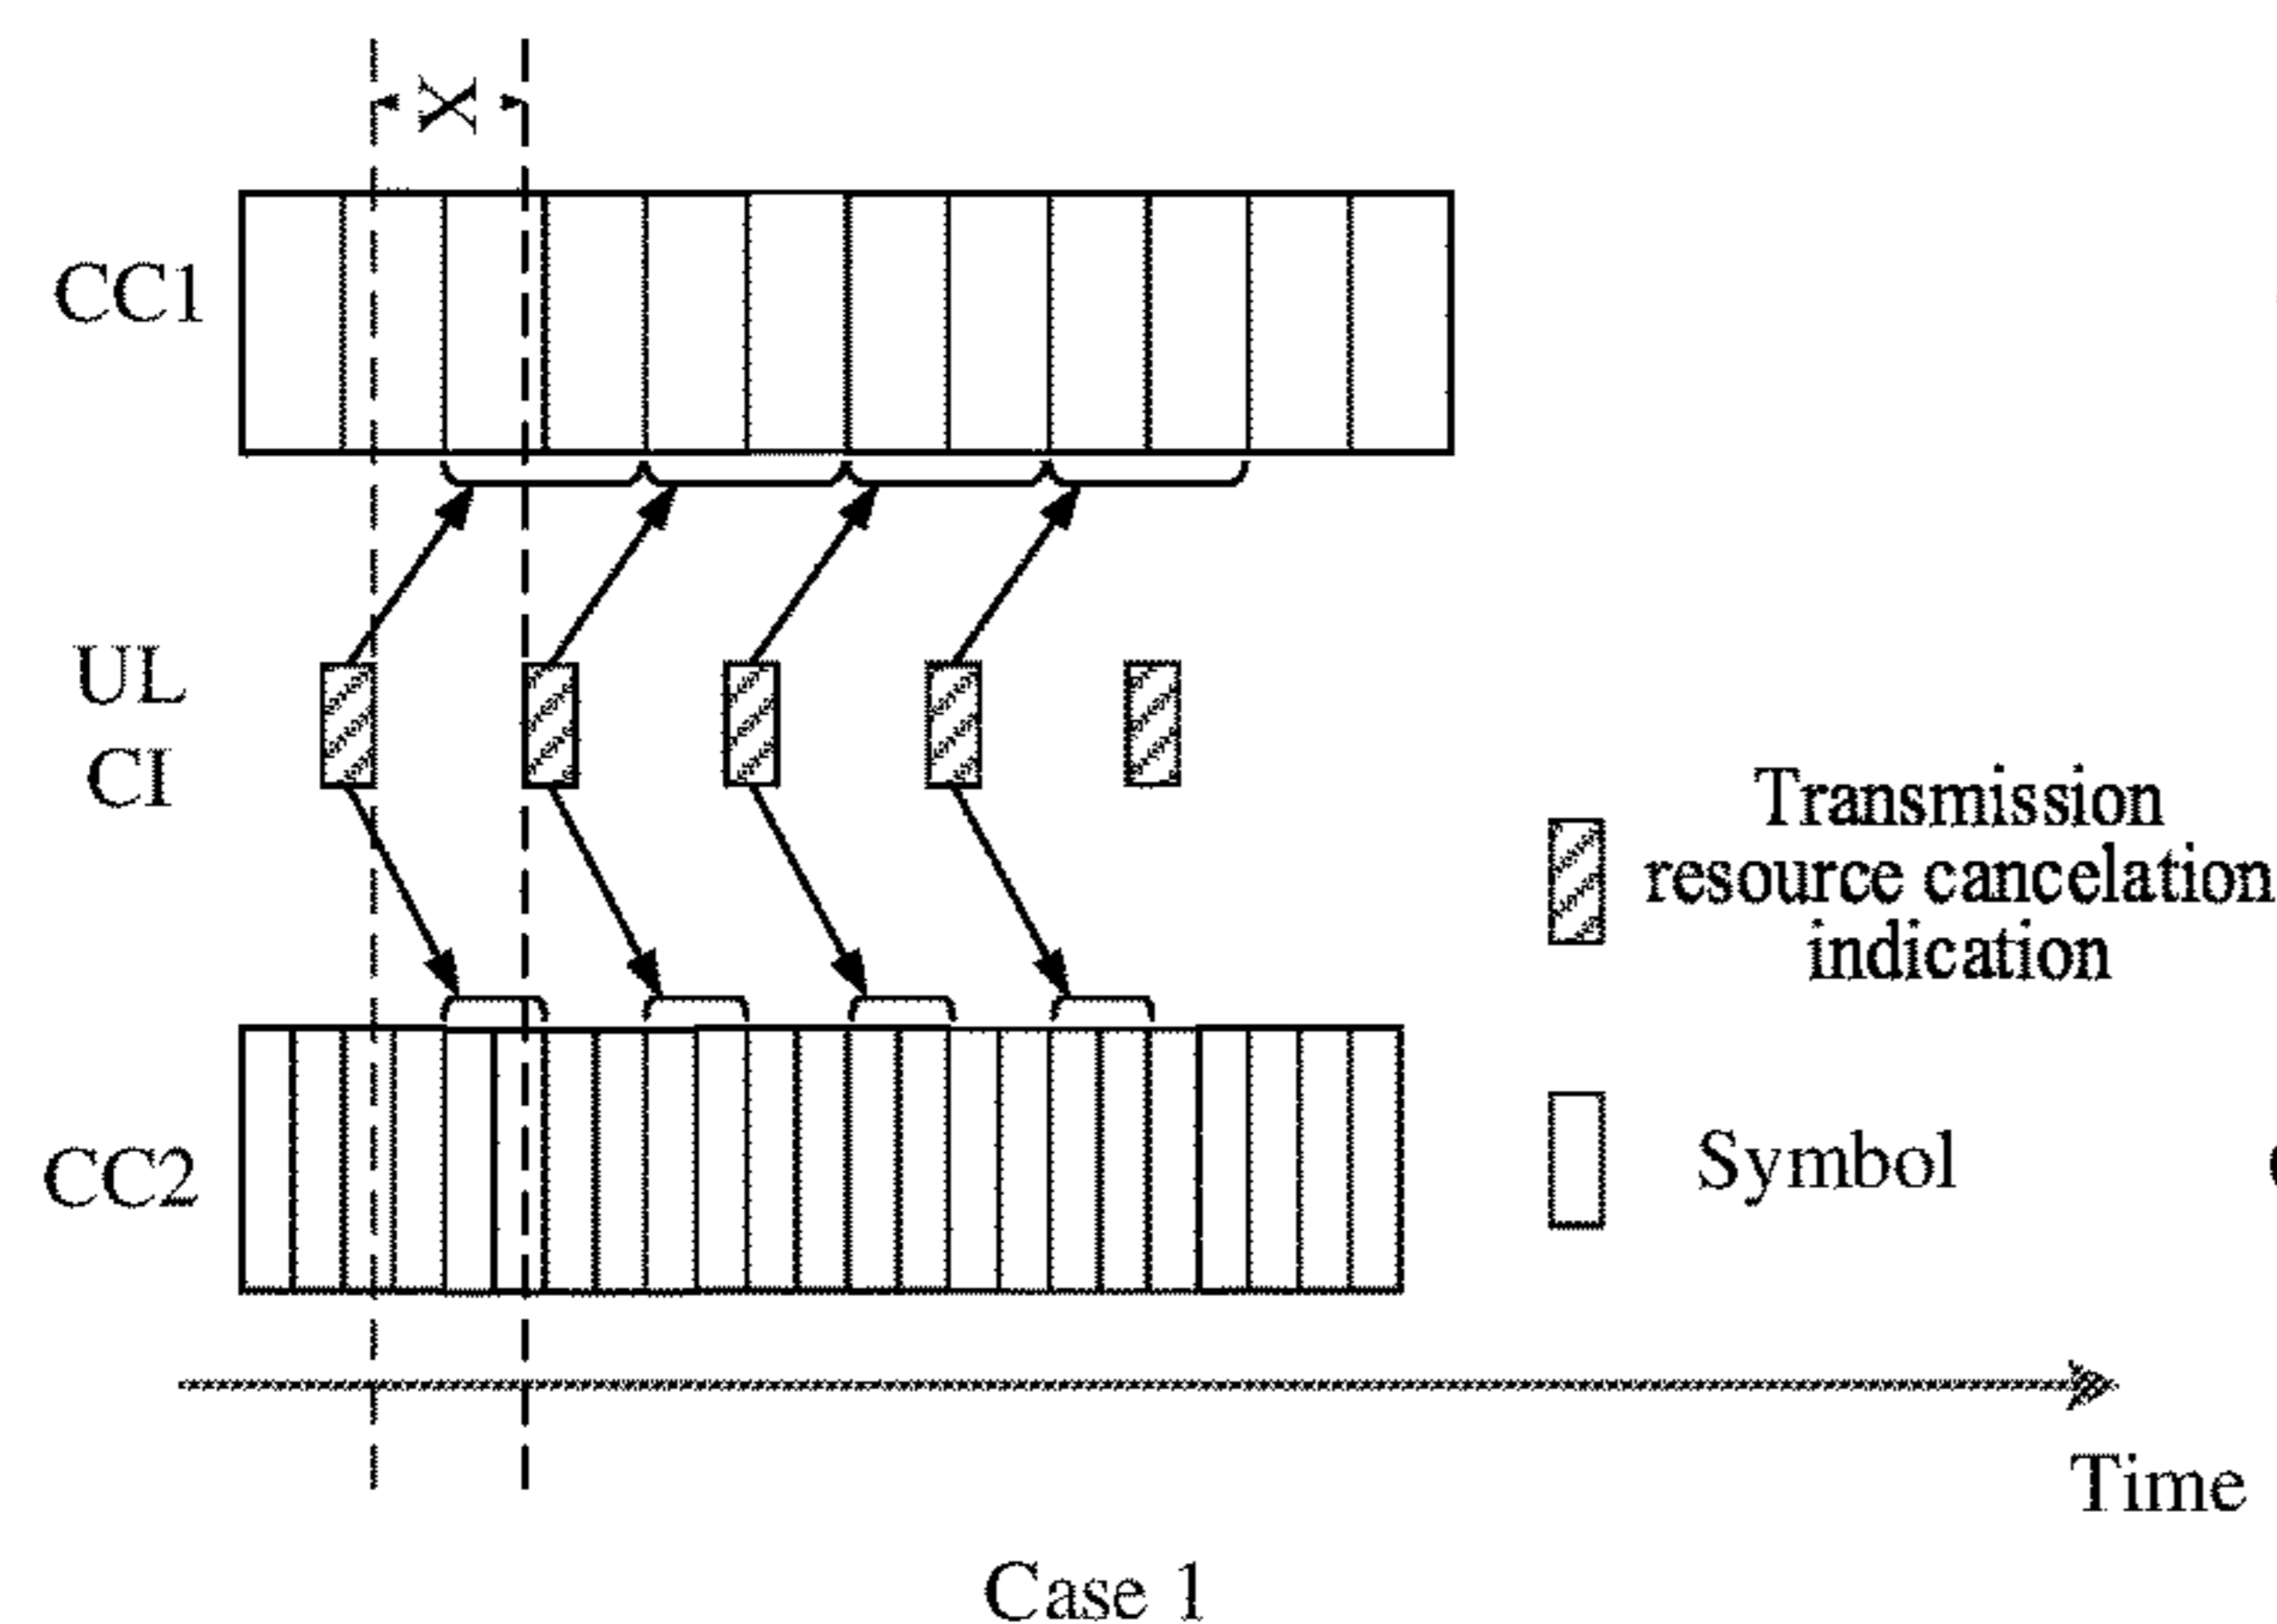 X
CC1
UL
CI
Transmission
resource cancelation
indication
CC2
Symbol
Time
Case 1